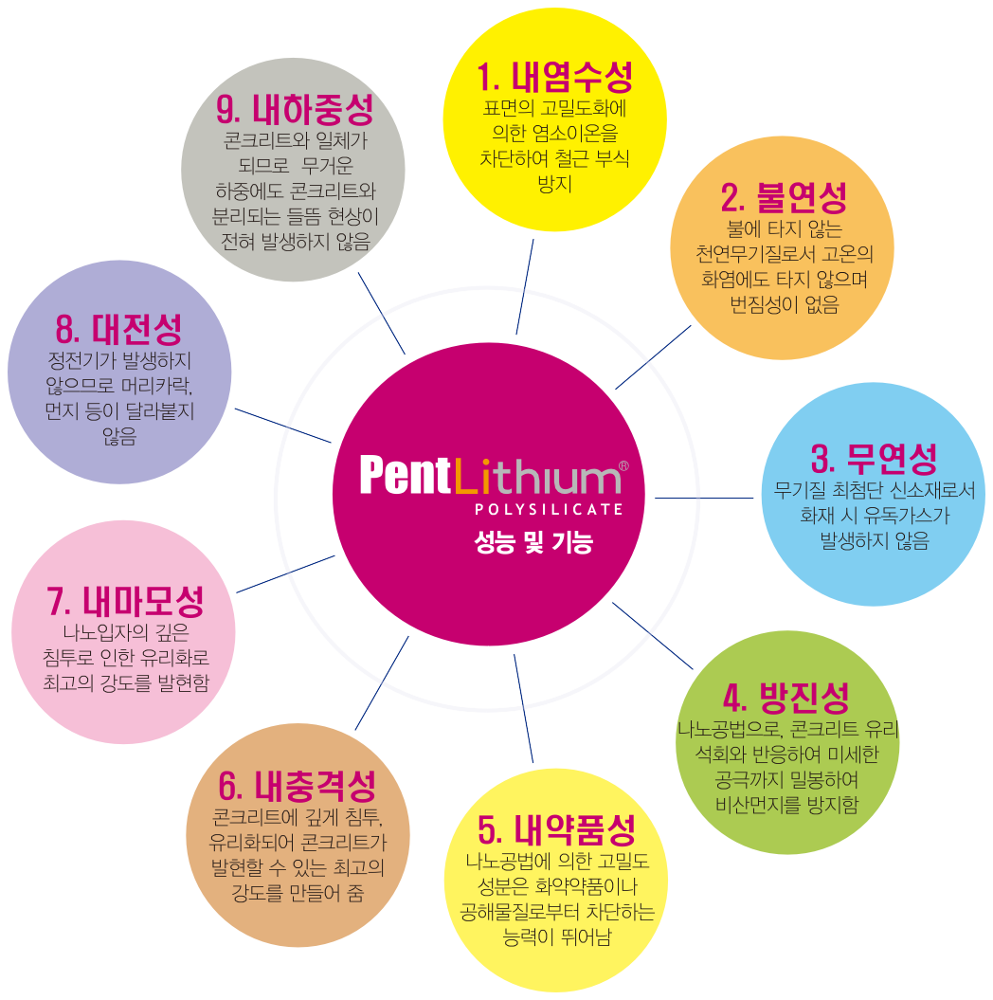 PentLithium®
POLYSILICATE
성능 및 기능
1. 내염수성
표면의 고밀도화에
의한 염소이온을
차단하여 철근 부식
방지
2. 불연성
불에 타지 않는
천연무기질로서 고온의
화염에도 타지 않으며
번짐성이 없음
3. 무연성
무기질 최첨단 신소재로서
화재 시 유독가스가
발생하지 않음
4. 방진성
나노공법으로, 콘크리트 유리
석회와 반응하여 미세한
공극까지 밀봉하여
비산먼지를 방지함
5. 내약품성
나노공법에 의한 고밀도
성분은 화약약품이나
공해물질로부터 차단하는
능력이 뛰어남
6. 내충격성
콘크리트에 깊게 침투,
유리화되어 콘크리트가
발현할 수 있는 최고의
강도를 만들어 줌
7. 내마모성
나노입자의 깊은
침투로 인한 유리화로
최고의 강도를 발현함
8. 대전성
정전기가 발생하지
않으므로 머리카락,
먼지 등이 달라붙지
않음
9. 내하중성
콘크리트와 일체가
되므로 무거운
하중에도 콘크리트와
분리되는 들뜸 현상이
전혀 발생하지 않음